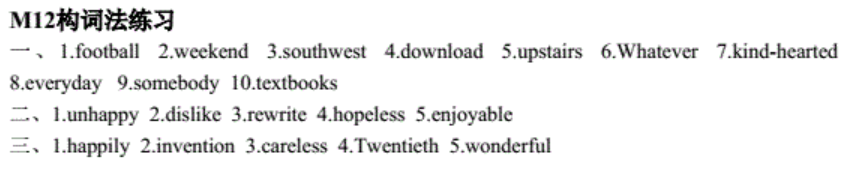 M12构词法练习
一 、 1.football 2.weekend 3.southwest 4.download 5.upstairs 6.Whatever 7.kind-hearted
8.everyday 9.somebody 10.textbooks
二、1.unhappy 2.dislike 3.rewrite 4.hopeless 5.enjoyable
三、1.happily 2.invention 3.careless 4.Twentieth 5.wonderful